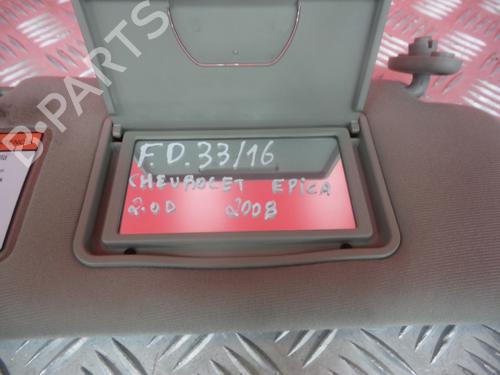 B-PARTS
F.D.33/16
CHEVROLET EPICA
2.0D 2008